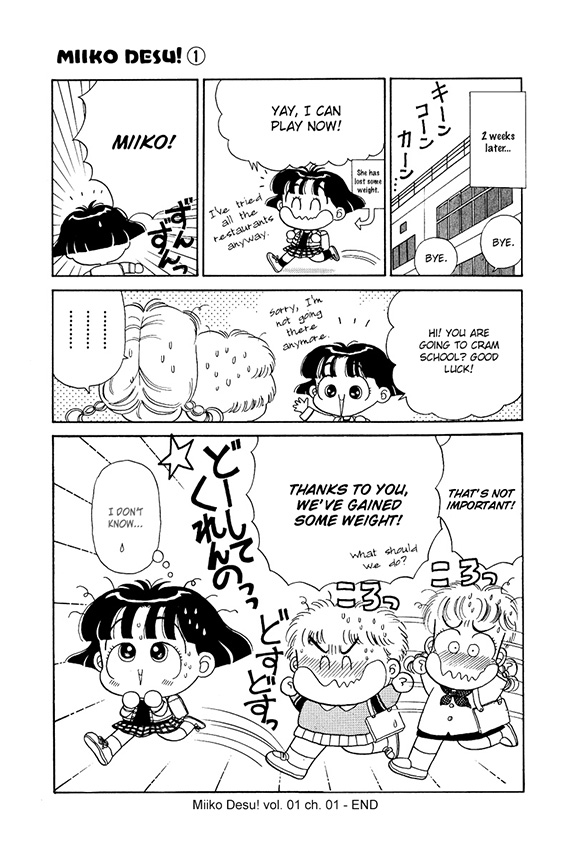 MIIKO DESU! ①
2 weeks
later...
キーン
コーン
カーン
BYE.
BYE.
YAY, I CAN
PLAY NOW!
She has
lost some
weight.
I've tried
all the
restaurants
anyway.
MIIKO!
ずんずんっ
HI! YOU ARE
GOING TO CRAM
SCHOOL? GOOD
LUCK!
sorry, I'm
not going
there
anymore.
THAT'S NOT
IMPORTANT!
THANKS TO YOU,
WE'VE GAINED
SOME WEIGHT!
what should
we do?
コロっ
コロっ
どーして
くれんのっっ
どすどすっ
I DON'T
KNOW...
Miiko Desu! vol. 01 ch. 01 - END